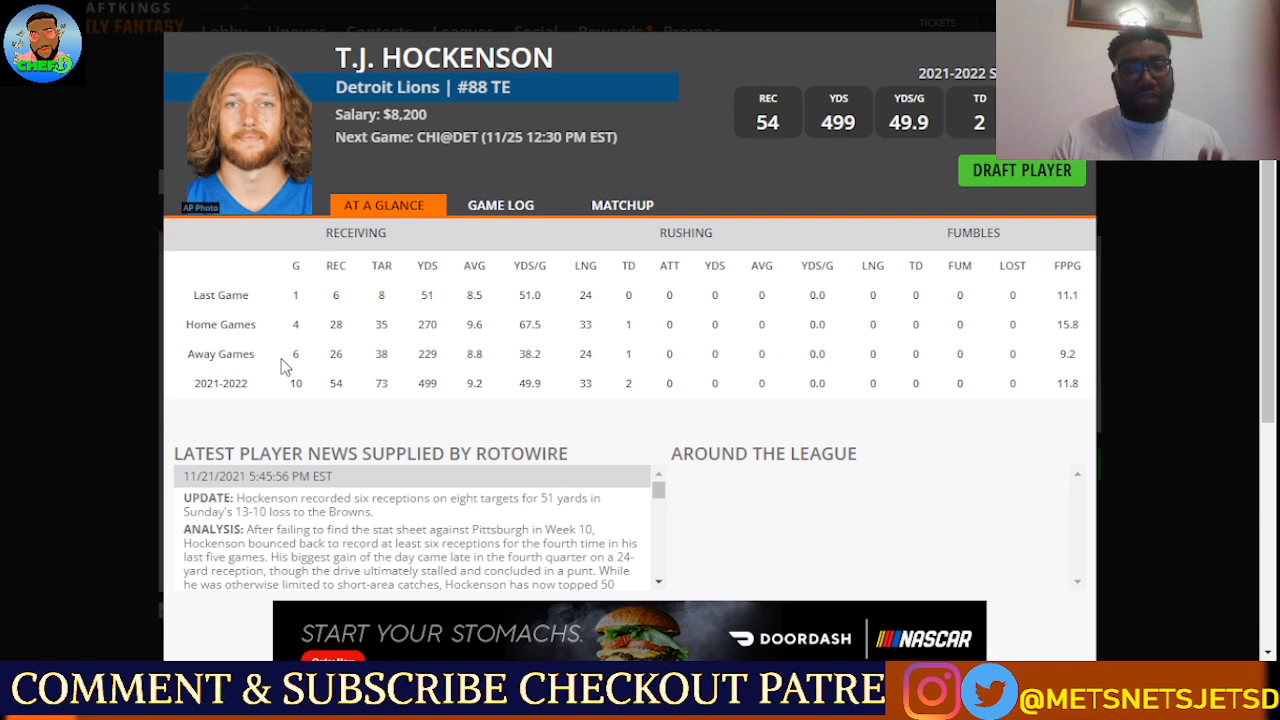 AFTKINGS
ILY FANTASY
TICKETS
CHEF
T.J. HOCKENSON
Detroit Lions | #88 TE
Salary: $8,200
Next Game: CHI@DET (11/25 12:30 PM EST)
2021-2022 S
REC YDS YDS/G TD
54 499 49.9 2
DRAFT PLAYER
AP Photo
AT A GLANCE GAME LOG MATCHUP
RECEIVING RUSHING FUMBLES
G REC TAR YDS AVG YDS/G LNG TD ATT YDS AVG YDS/G LNG TD FUM LOST FPPG
Last Game 1 6 8 51 8.5 51.0 24 0 0 0 0 0.0 0 0 0 0 11.1
Home Games 4 28 35 270 9.6 67.5 33 1 0 0 0 0.0 0 0 0 0 15.8
Away Games 6 26 38 229 8.8 38.2 24 1 0 0 0 0.0 0 0 0 0 9.2
2021-2022 10 54 73 499 9.2 49.9 33 2 0 0 0 0.0 0 0 0 0 11.8
LATEST PLAYER NEWS SUPPLIED BY ROTOWIRE
AROUND THE LEAGUE
11/21/2021 5:45:56 PM EST
UPDATE: Hockenson recorded six receptions on eight targets for 51 yards in
Sunday's 13-10 loss to the Browns.
ANALYSIS: After failing to find the stat sheet against Pittsburgh in Week 10,
Hockenson bounced back to record at least six receptions for the fourth time in his
last five games. His biggest gain of the day came late in the fourth quarter on a 24-
yard reception, though the drive ultimately stalled and concluded in a punt. While
he was otherwise limited to short-area catches, Hockenson has now topped 50
START YOUR STOMACHS.
Order Now
DOORDASH
NASCAR
COMMENT & SUBSCRIBE CHECKOUT PATRE
@METSNETSJETSD